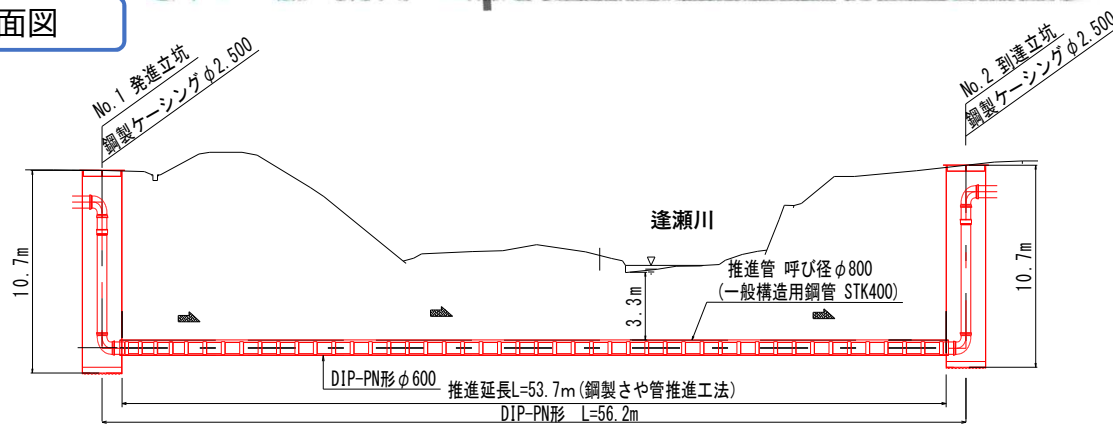 面図
No.1 発進立坑
鋼製ケーシングφ2.500
No.2 到達立坑
鋼製ケーシングφ2.500
逢瀬川
推進管 呼び径φ800
(一般構造用鋼管 STK400)
10.7m
3.3m
10.7m
DIP-PN形φ600
推進延長L=53.7m(鋼製さや管推進工法)
DIP-PN形 L=56.2m